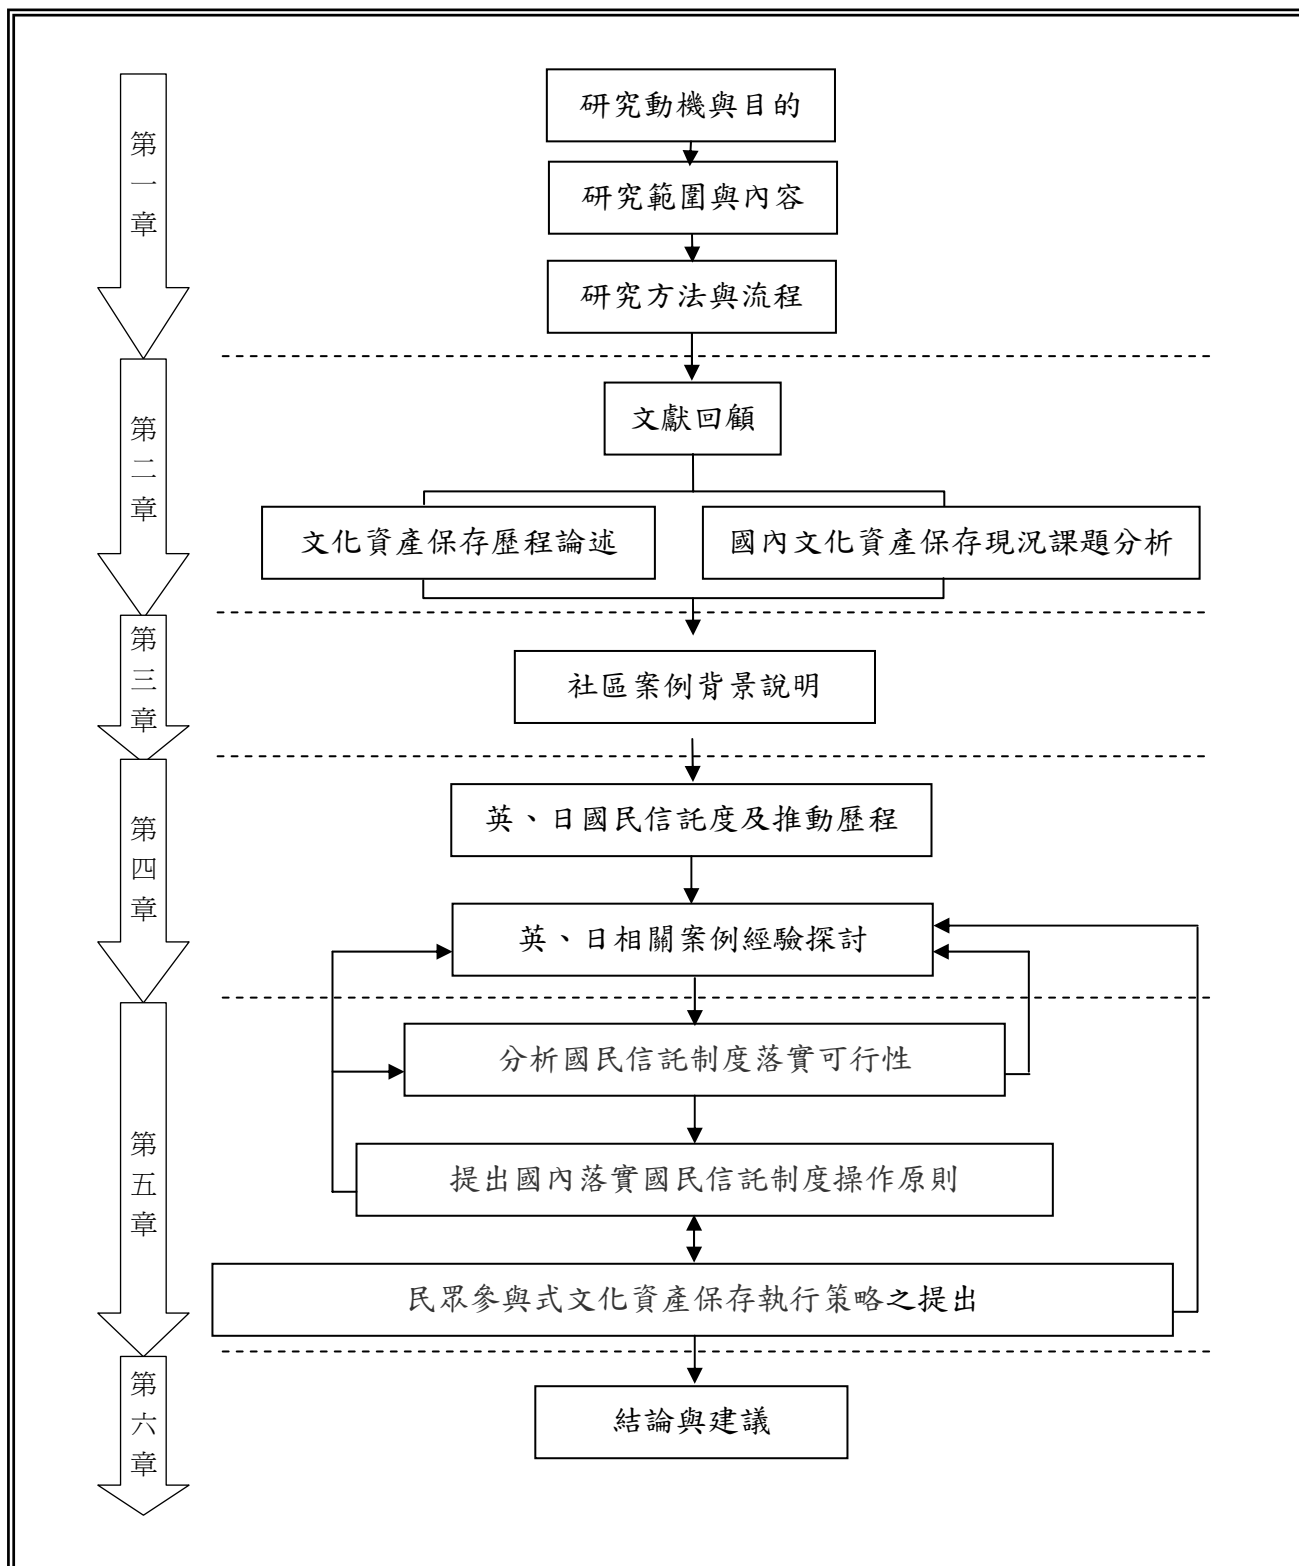 第一章
研究動機與目的
研究範圍與內容
研究方法與流程
第二章
文獻回顧
文化資產保存歷程論述
國內文化資產保存現況課題分析
第三章
社區案例背景說明
第四章
英、日國民信託度及推動歷程
英、日相關案例經驗探討
第五章
分析國民信託制度落實可行性
提出國內落實國民信託制度操作原則
民眾參與式文化資產保存執行策略之提出
第六章
結論與建議